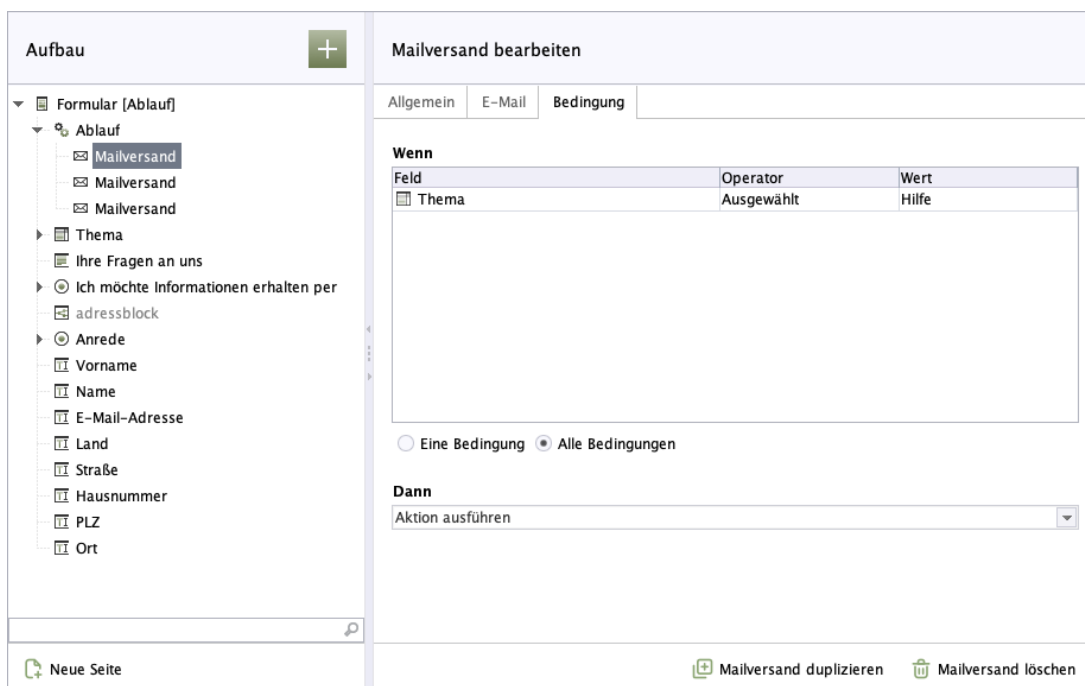 Aufbau
Mailversand bearbeiten
Formular [Ablauf]
Ablauf
Mailversand
Mailversand
Mailversand
Thema
Ihre Fragen an uns
Ich möchte Informationen erhalten per
adressblock
Anrede
Vorname
Name
E-Mail-Adresse
Land
Straße
Hausnummer
PLZ
Ort
Neue Seite
Allgemein E-Mail Bedingung
Wenn
Feld Operator Wert
Thema Ausgewählt Hilfe
Eine Bedingung Alle Bedingungen
Dann
Aktion ausführen
Mailversand duplizieren Mailversand löschen